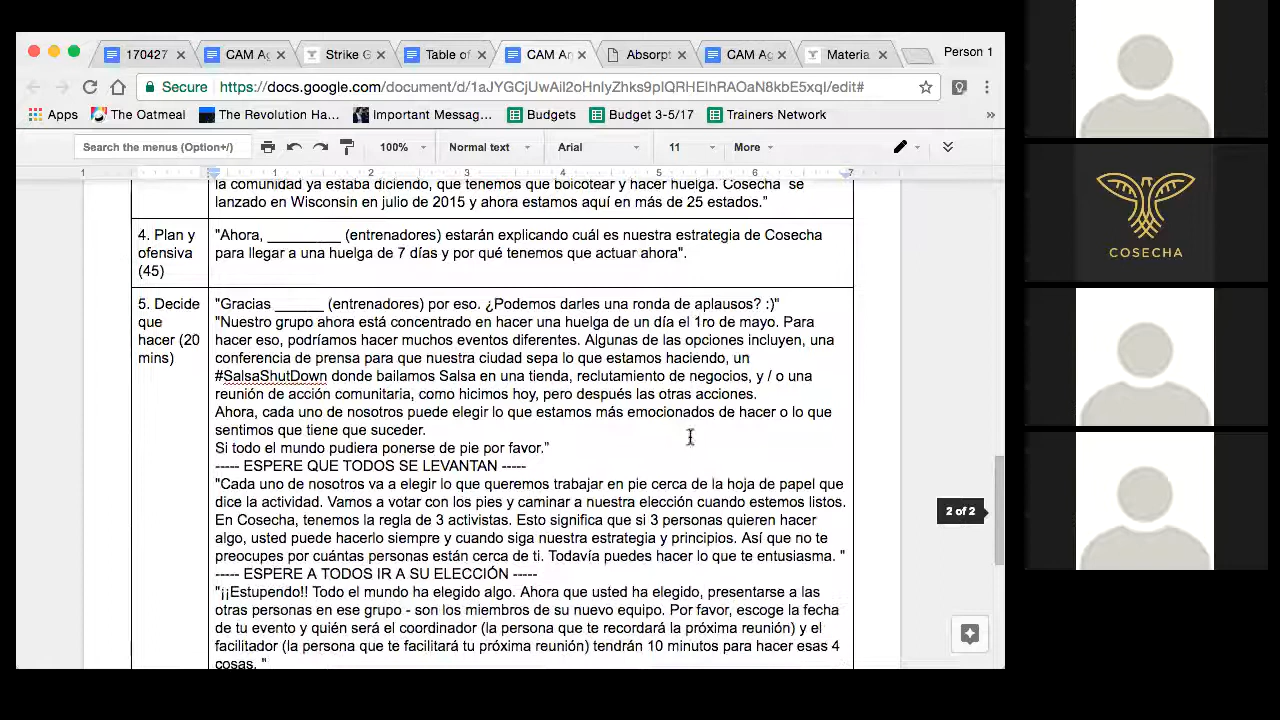 170427
CAM Ag
Strike G
Table of
CAM Ar
Absorpt
CAM Ag
Materia
Person 1
Secure
https://docs.google.com/document/d/1aJYGCjUwAil2oHnIyZhks9plQRHElhRAOaN8kbE5xqI/edit#
Apps
The Oatmeal
The Revolution Ha...
Important Messag...
Budgets
Budget 3-5/17
Trainers Network
»
Search the menus (Option+/)
100%
Normal text
Arial
11
More
1 1 2 3 4 5 6 7
la comunidad ya estaba diciendo, que tenemos que boicotear y hacer huelga. Cosecha se
lanzado en Wisconsin en julio de 2015 y ahora estamos aquí en más de 25 estados.”
4. Plan y
ofensiva
(45)
"Ahora, _________ (entrenadores) estarán explicando cuál es nuestra estrategia de Cosecha
para llegar a una huelga de 7 días y por qué tenemos que actuar ahora".
5. Decide
que
hacer (20
mins)
"Gracias ______ (entrenadores) por eso. ¿Podemos darles una ronda de aplausos? :)"
"Nuestro grupo ahora está concentrado en hacer una huelga de un día el 1ro de mayo. Para
hacer eso, podríamos hacer muchos eventos diferentes. Algunas de las opciones incluyen, una
conferencia de prensa para que nuestra ciudad sepa lo que estamos haciendo, un
#SalsaShutDown donde bailamos Salsa en una tienda, reclutamiento de negocios, y / o una
reunión de acción comunitaria, como hicimos hoy, pero después las otras acciones.
Ahora, cada uno de nosotros puede elegir lo que estamos más emocionados de hacer o lo que
sentimos que tiene que suceder.
Si todo el mundo pudiera ponerse de pie por favor.”
----- ESPERE QUE TODOS SE LEVANTAN -----
"Cada uno de nosotros va a elegir lo que queremos trabajar en pie cerca de la hoja de papel que
dice la actividad. Vamos a votar con los pies y caminar a nuestra elección cuando estemos listos.
En Cosecha, tenemos la regla de 3 activistas. Esto significa que si 3 personas quieren hacer
algo, usted puede hacerlo siempre y cuando siga nuestra estrategia y principios. Así que no te
preocupes por cuántas personas están cerca de ti. Todavía puedes hacer lo que te entusiasma. "
----- ESPERE A TODOS IR A SU ELECCIÓN -----
"¡¡Estupendo!! Todo el mundo ha elegido algo. Ahora que usted ha elegido, presentarse a las
otras personas en ese grupo - son los miembros de su nuevo equipo. Por favor, escoge la fecha
de tu evento y quién será el coordinador (la persona que te recordará la próxima reunión) y el
facilitador (la persona que te facilitará tu próxima reunión) tendrán 10 minutos para hacer esas 4
cosas. "
2 of 2
COSECHA